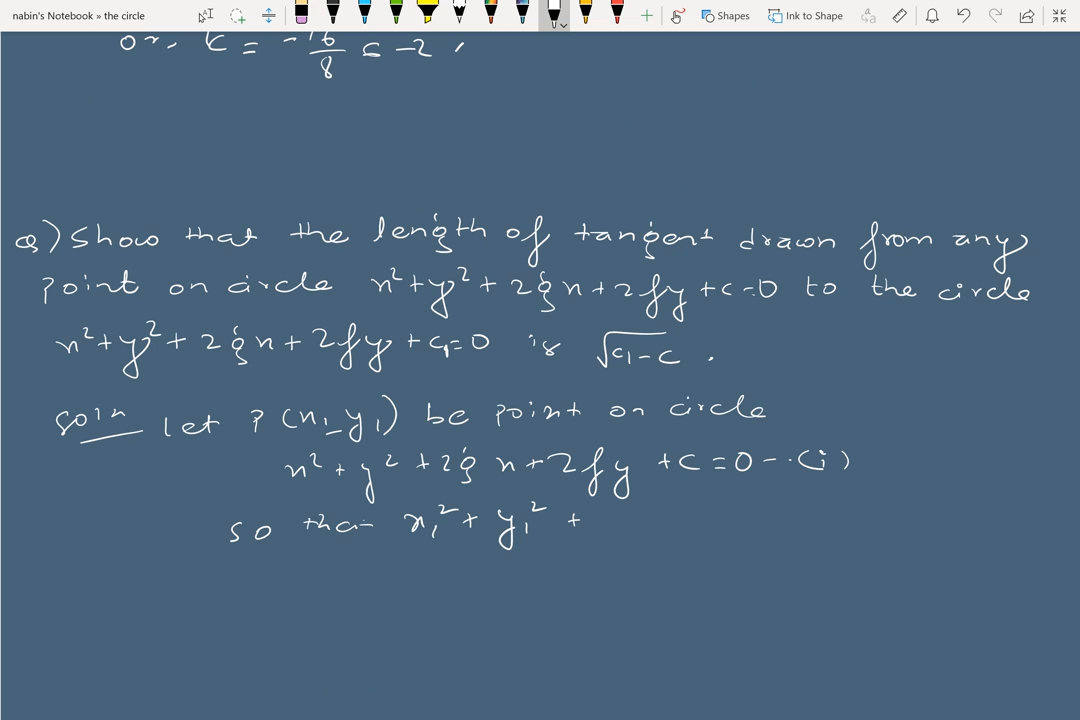 nabin's Notebook » the circle
Shapes
Ink to Shape
or, k = -16/8 = -2,
Q) Show that the length of tangent drawn from any
point on circle x² + y² + 2gx + 2fy + c = 0 to the circle
x² + y² + 2gx + 2fy + c₁ = 0 is √c₁ - c .
Soln Let P (x₁, y₁) be point on circle
x² + y² + 2gx + 2fy + c = 0 -- (i)
so that x₁² + y₁² +